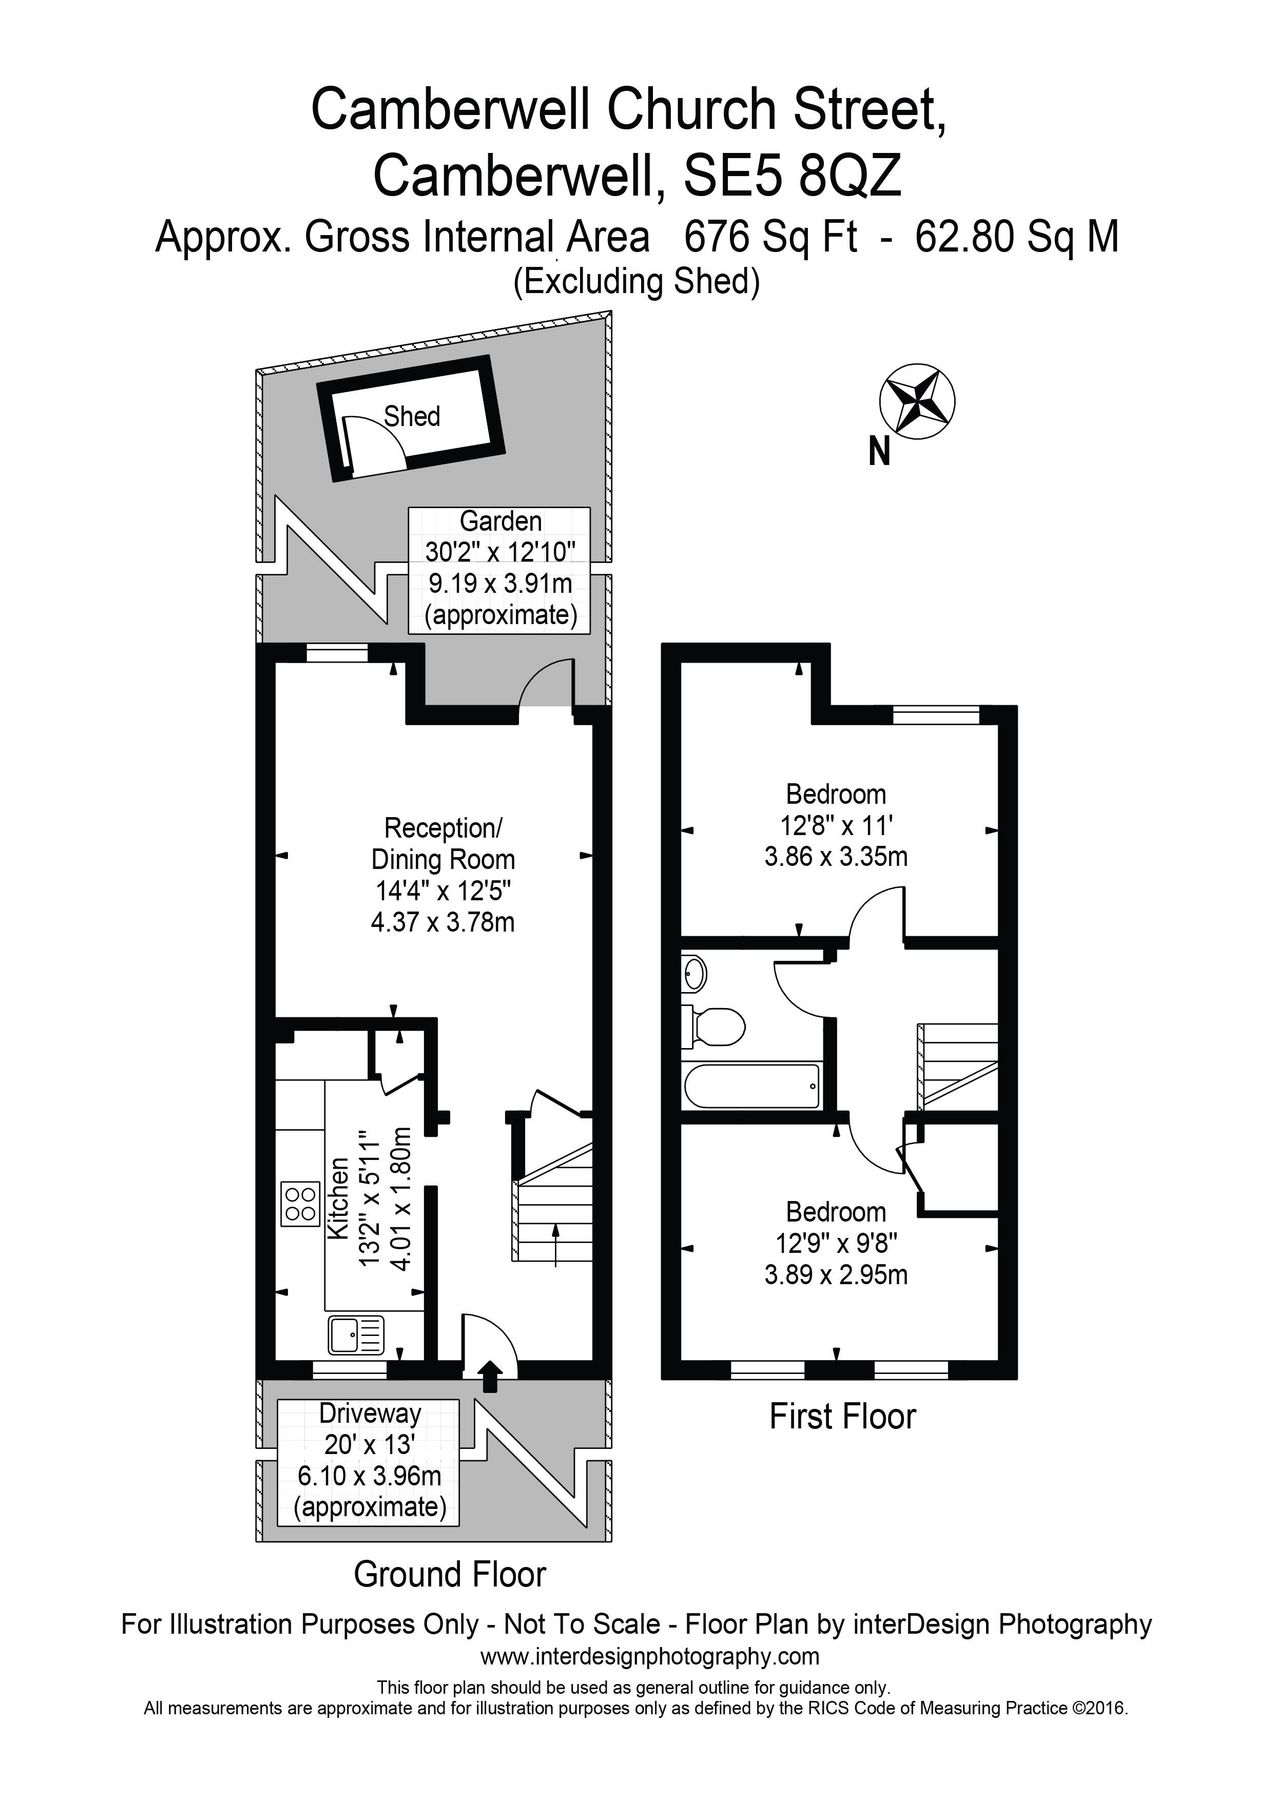 Camberwell Church Street,
Camberwell, SE5 8QZ
Approx. Gross Internal Area   676 Sq Ft  -  62.80 Sq M
(Excluding Shed)
Shed
N
Garden
30'2" x 12'10"
9.19 x 3.91m
(approximate)
Reception/
Dining Room
14'4" x 12'5"
4.37 x 3.78m
Bedroom
12'8" x 11'
3.86 x 3.35m
Kitchen
13'2" x 5'11"
4.01 x 1.80m
Bedroom
12'9" x 9'8"
3.89 x 2.95m
Driveway
20' x 13'
6.10 x 3.96m
(approximate)
First Floor
Ground Floor
For Illustration Purposes Only - Not To Scale - Floor Plan by interDesign Photography
www.interdesignphotography.com
This floor plan should be used as general outline for guidance only.
All measurements are approximate and for illustration purposes only as defined by the RICS Code of Measuring Practice ©2016.